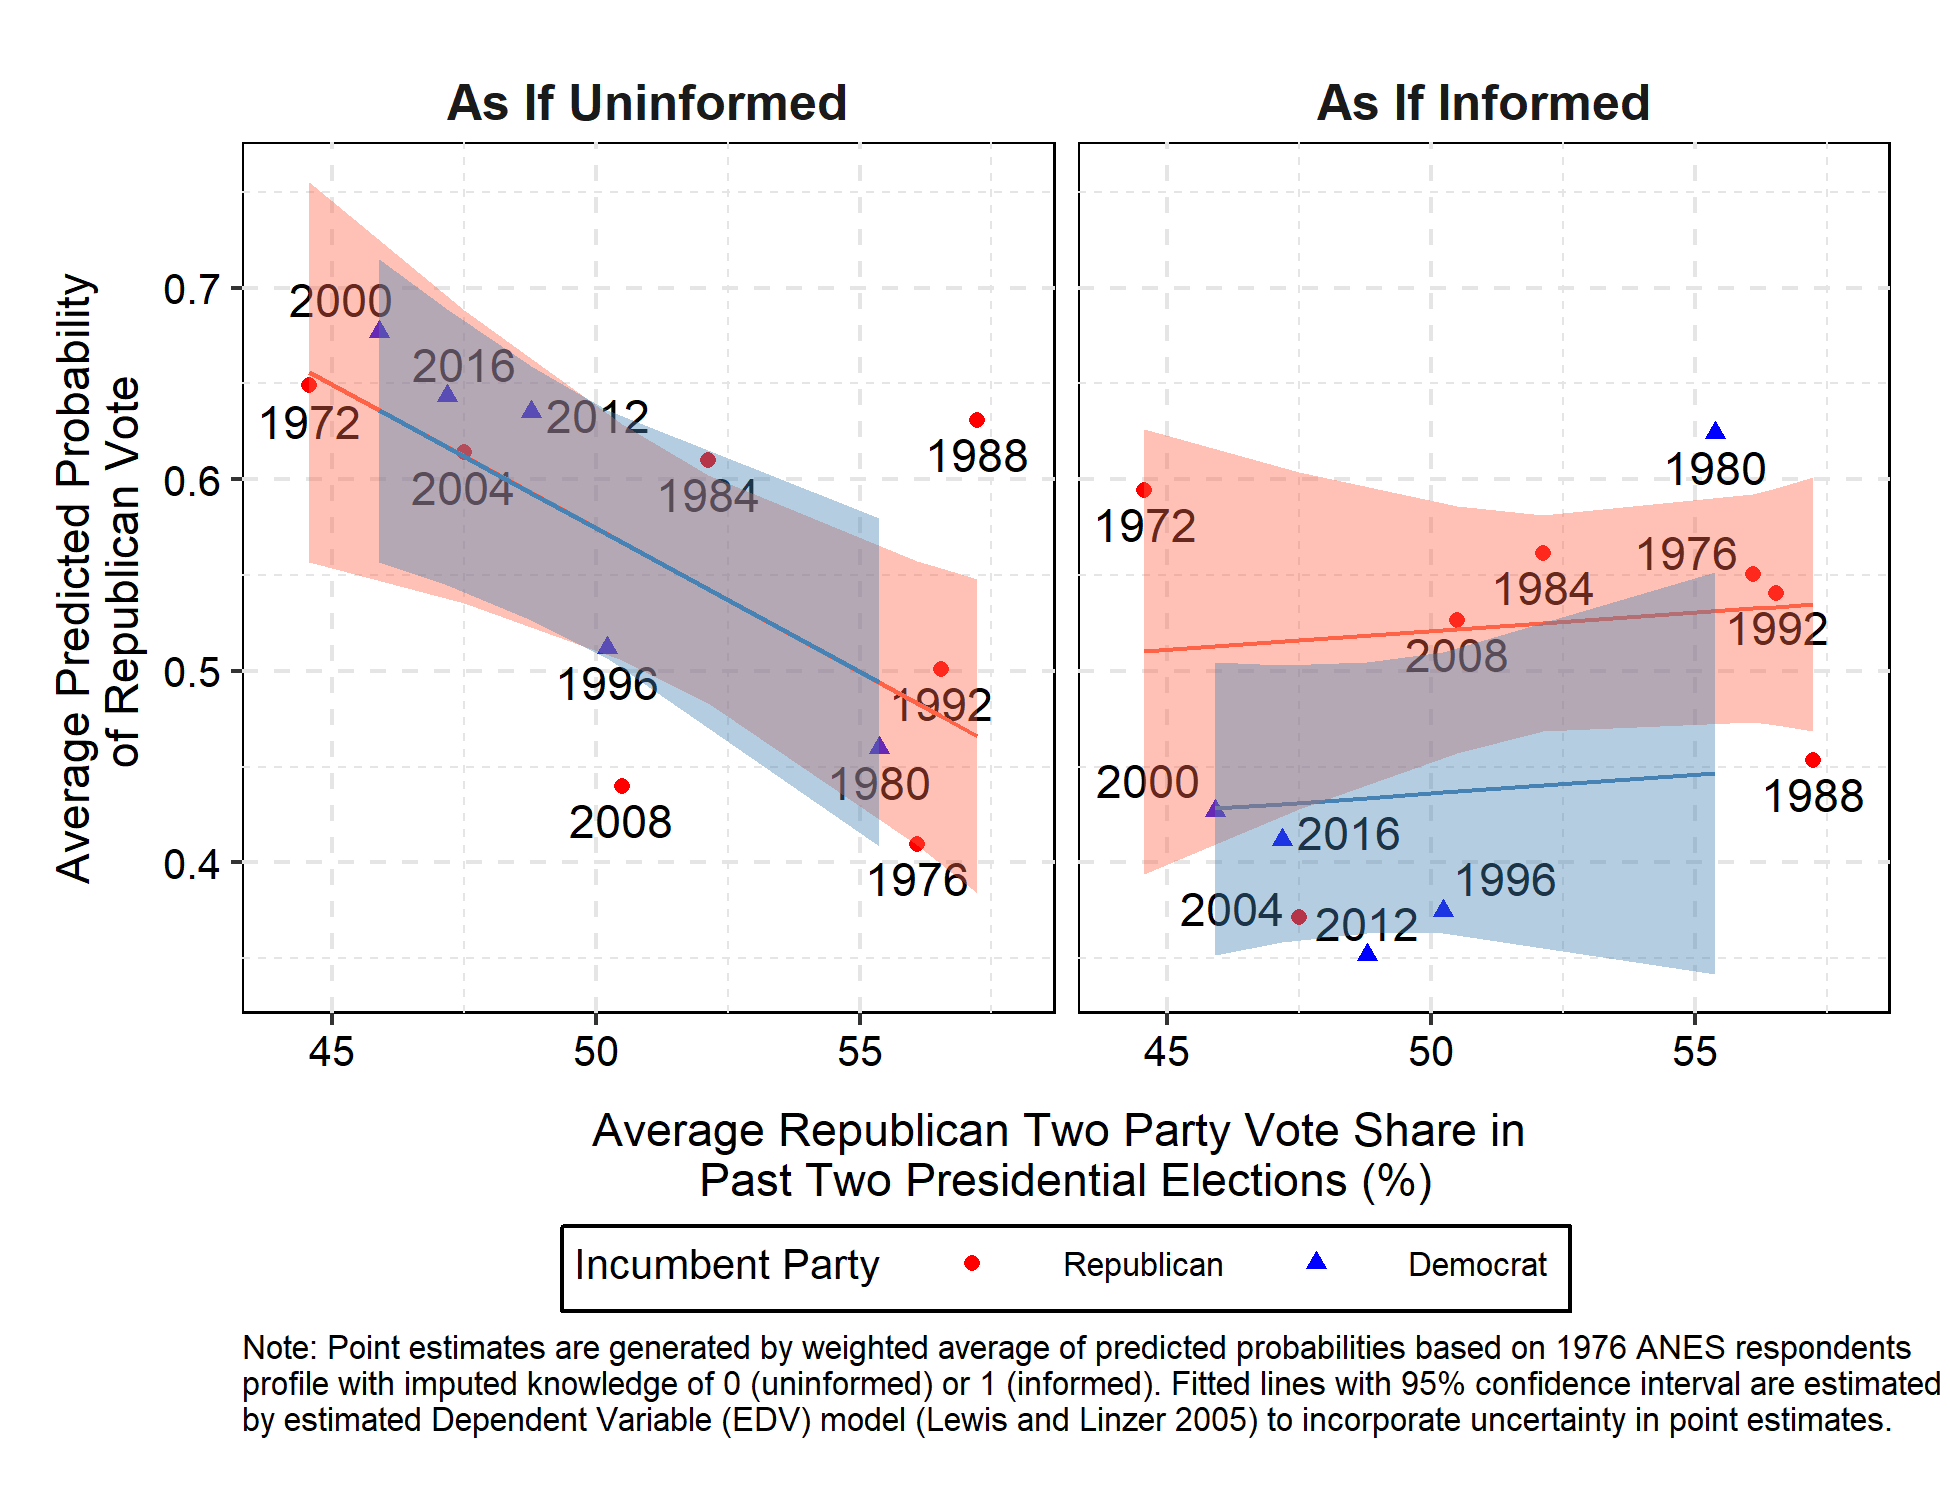 As If Uninformed
As If Informed
Average Predicted Probability
of Republican Vote
0.7
0.6
0.5
0.4
2000
2016
1972
2012
2004
1984
1988
1996
1992
1980
2008
1976
1980
1972
1976
1984
1992
2008
2000
1988
2016
1996
2004
2012
45
50
55
45
50
55
Average Republican Two Party Vote Share in
Past Two Presidential Elections (%)
Incumbent Party
Republican
Democrat
Note: Point estimates are generated by weighted average of predicted probabilities based on 1976 ANES respondents
profile with imputed knowledge of 0 (uninformed) or 1 (informed). Fitted lines with 95% confidence interval are estimated
by estimated Dependent Variable (EDV) model (Lewis and Linzer 2005) to incorporate uncertainty in point estimates.